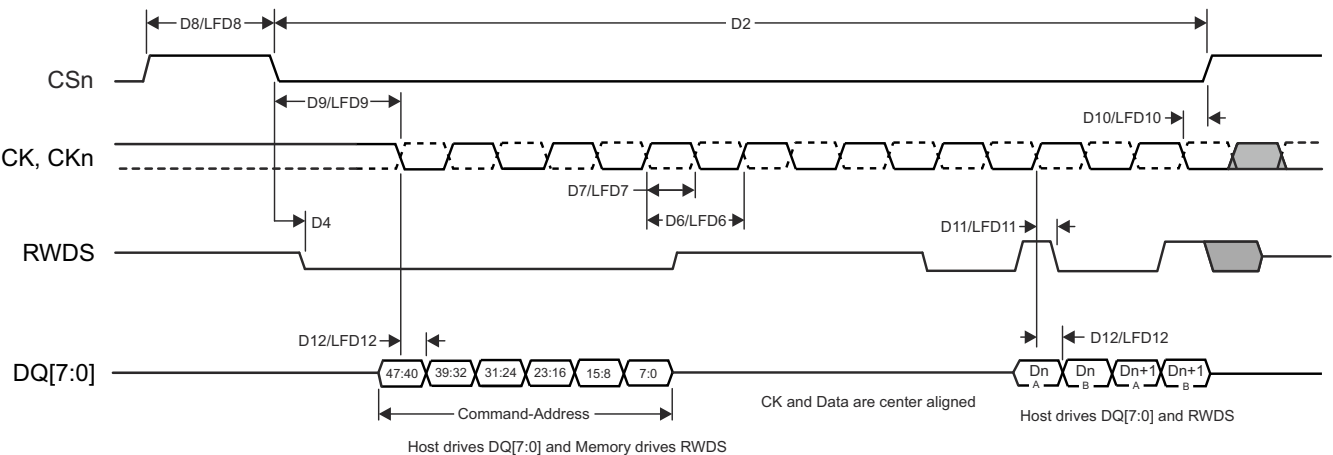 D8/LFD8
D2
CSn
D9/LFD9
D10/LFD10
CK, CKn
D7/LFD7
D6/LFD6
D4
D11/LFD11
RWDS
D12/LFD12
D12/LFD12
DQ[7:0]
47:40 39:32 31:24 23:16 15:8 7:0
Dn A Dn B Dn+1 A Dn+1 B
Command-Address
CK and Data are center aligned
Host drives DQ[7:0] and RWDS
Host drives DQ[7:0] and Memory drives RWDS